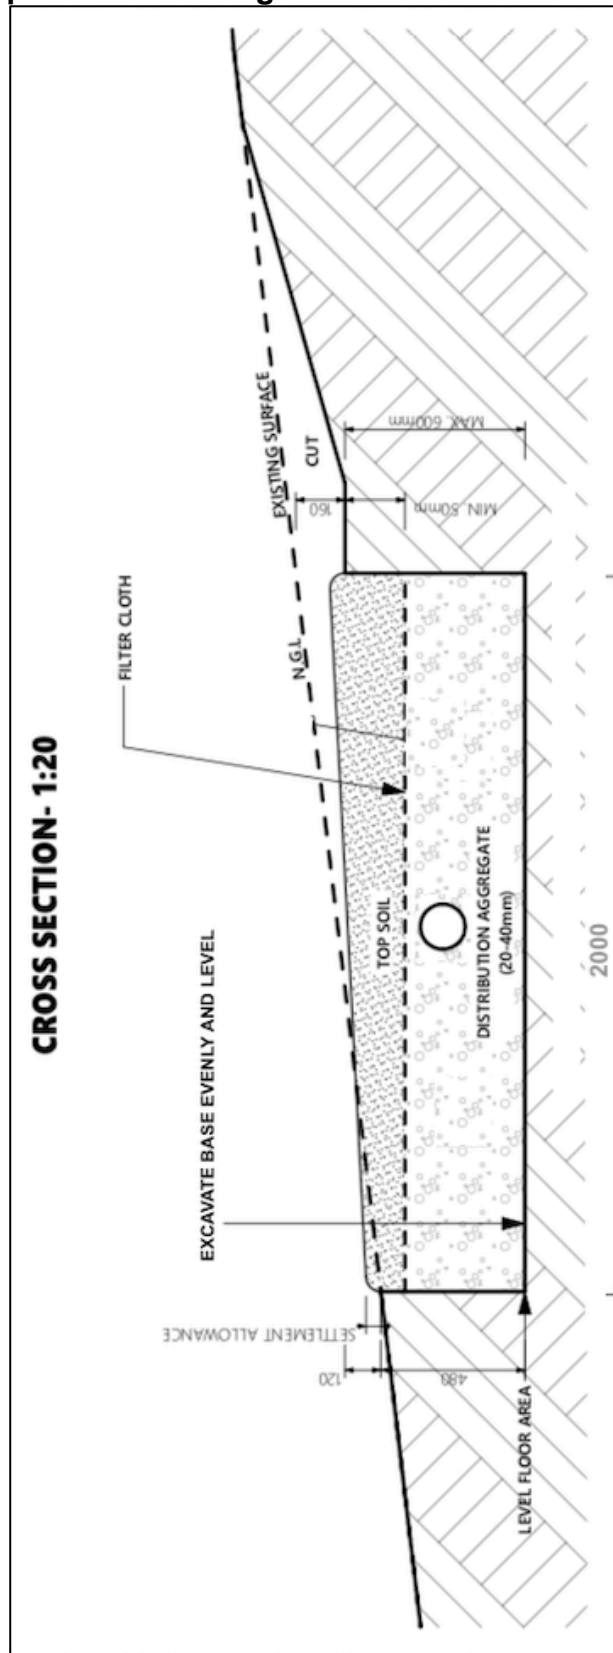 CROSS SECTION- 1:20
FILTER CLOTH
EXCAVATE BASE EVENLY AND LEVEL
EXISTING SURFACE
N.G.L
CUT
160
MIN. 50mm
MAX. 600mm
SETTLEMENT ALLOWANCE
120
480
TOP SOIL
DISTRIBUTION AGGREGATE
(20-40mm)
LEVEL FLOOR AREA
2000